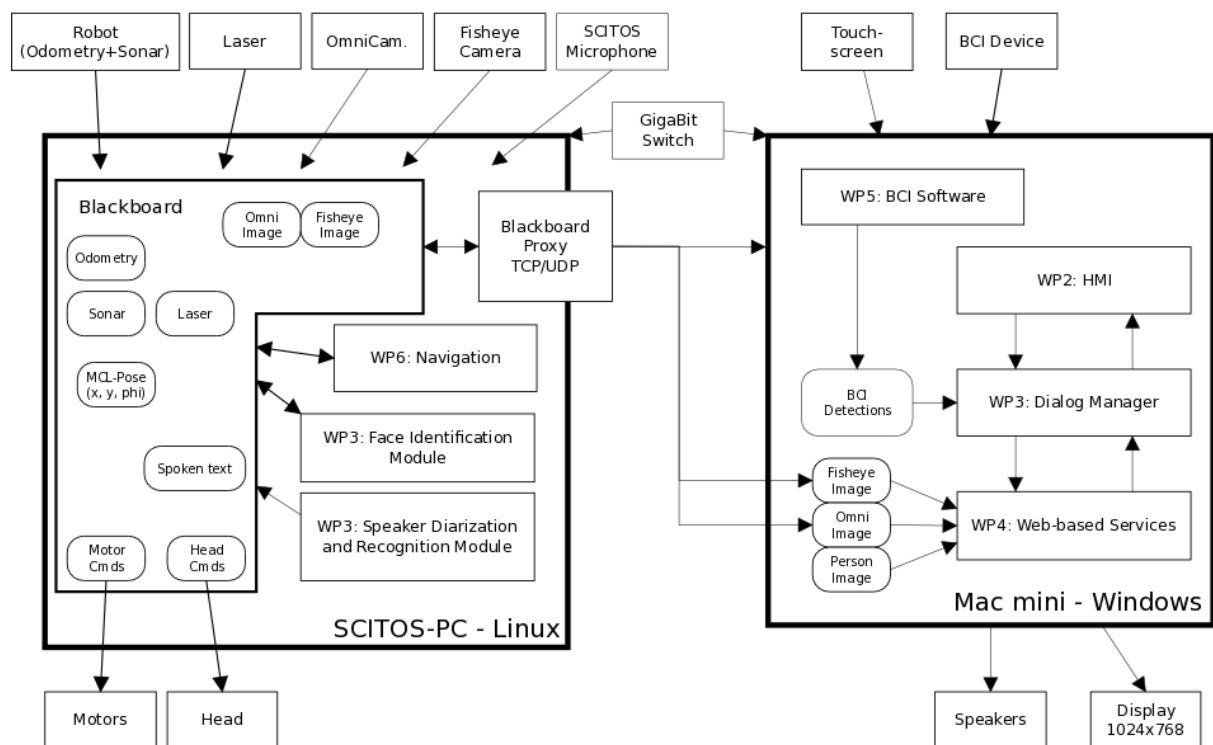 Robot
(Odometry+Sonar)
Laser
OmniCam.
Fisheye
Camera
SCITOS
Microphone
Touch-
screen
BCI Device
GigaBit
Switch
Blackboard
Omni
Image
Fisheye
Image
Odometry
Sonar
Laser
MCL-Pose
(x, y, phi)
Spoken text
Motor
Cmds
Head
Cmds
Blackboard
Proxy
TCP/UDP
WP6: Navigation
WP3: Face Identification
Module
WP3: Speaker Diarization
and Recognition Module
SCITOS-PC - Linux
WP5: BCI Software
WP2: HMI
BCI
Detections
WP3: Dialog Manager
Fisheye
Image
Omni
Image
Person
Image
WP4: Web-based Services
Mac mini - Windows
Motors
Head
Speakers
Display
1024x768